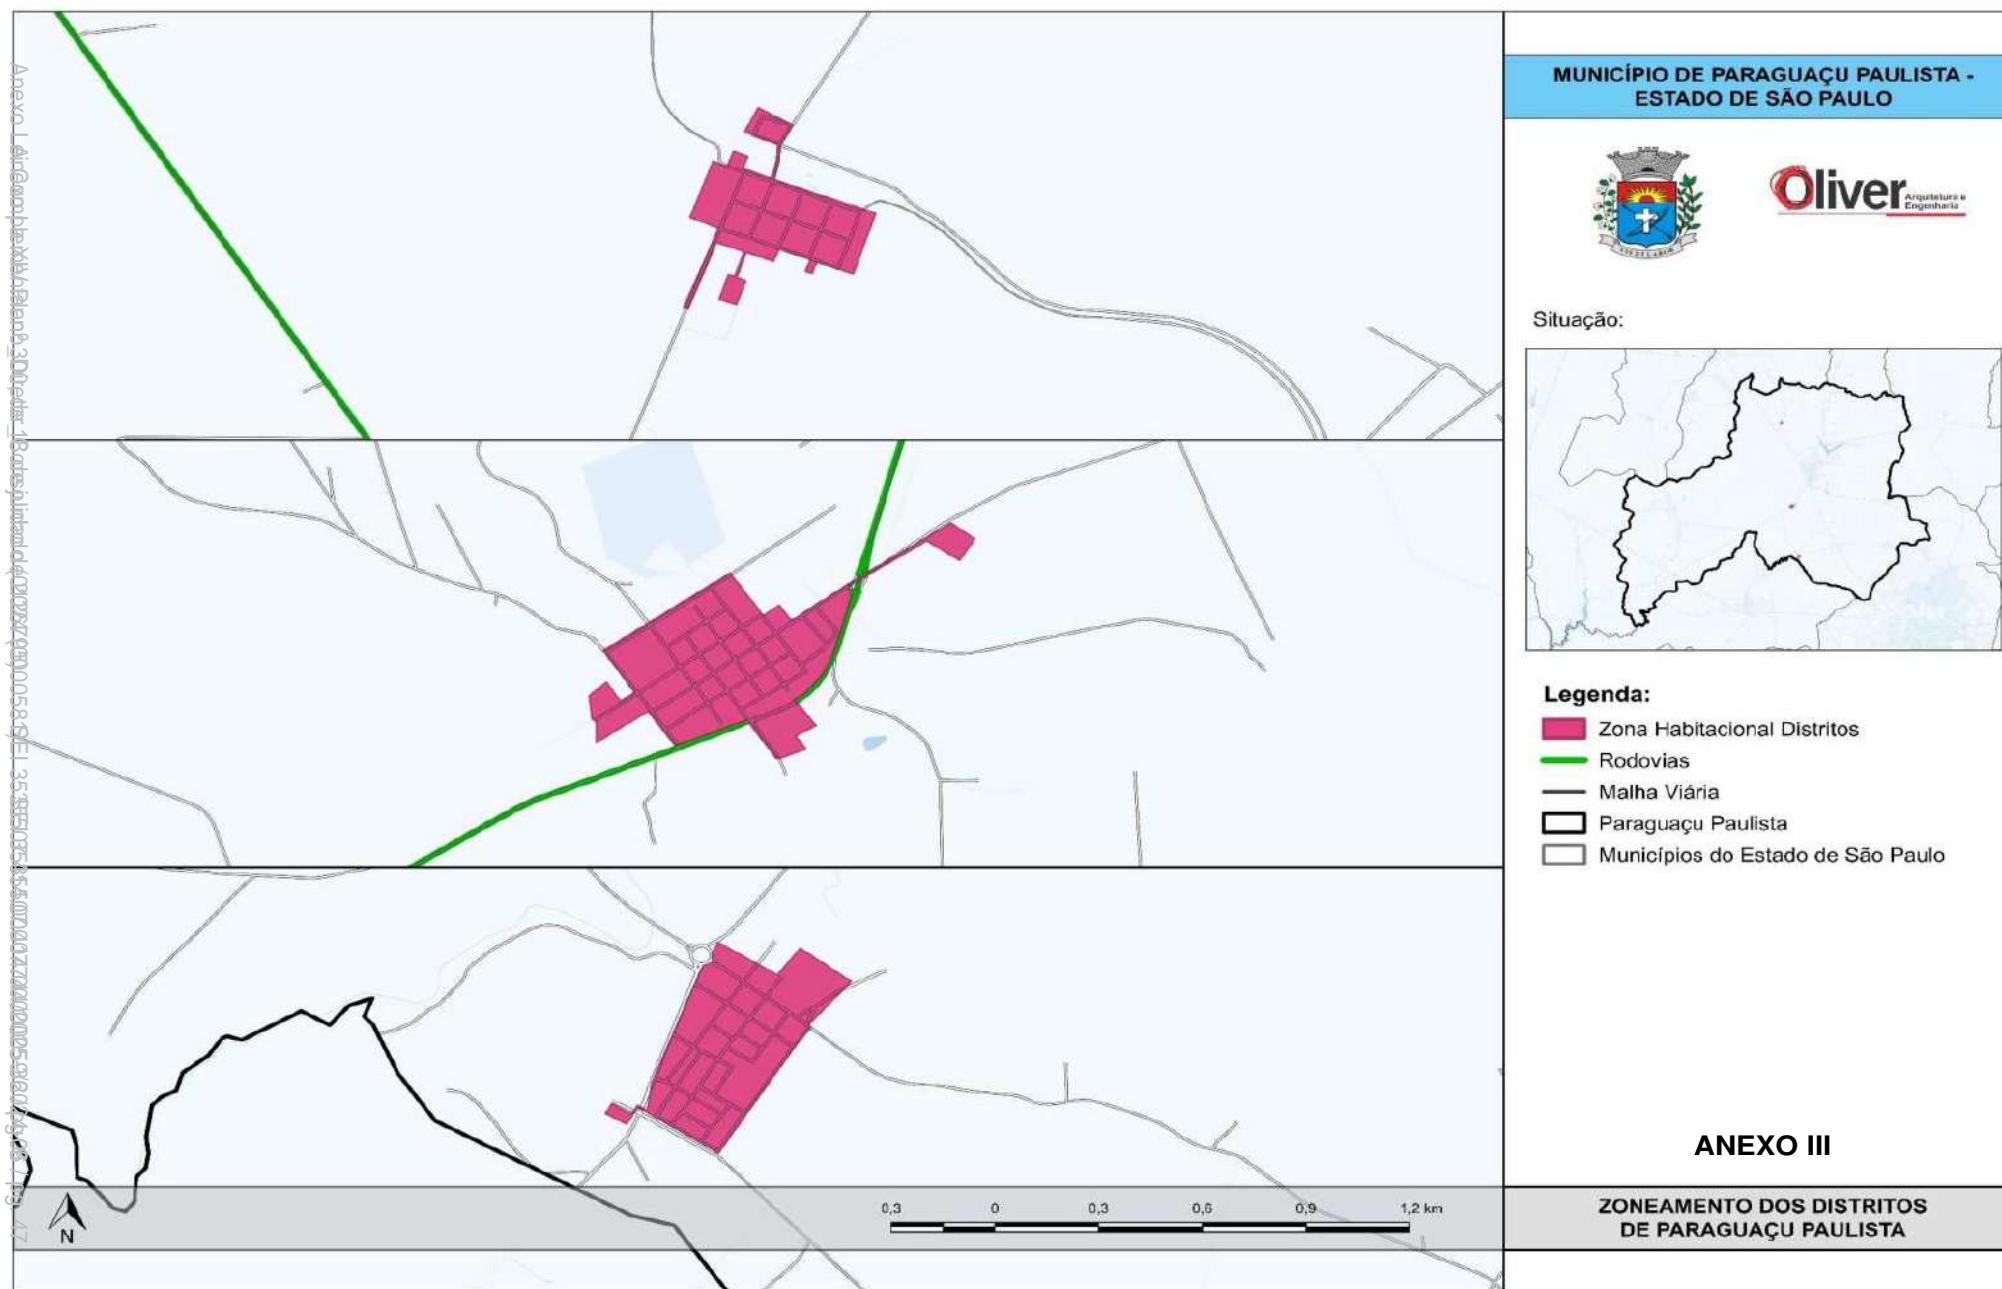 MUNICÍPIO DE PARAGUAÇU PAULISTA -
ESTADO DE SÃO PAULO
Oliver
Arquitetura e
Engenharia
Situação:
Legenda:
Zona Habitacional Distritos
Rodovias
Malha Viária
Paraguaçu Paulista
Municípios do Estado de São Paulo
ANEXO III
N
0,3 0 0,3 0,6 0,9 1,2 km
ZONEAMENTO DOS DISTRITOS
DE PARAGUAÇU PAULISTA